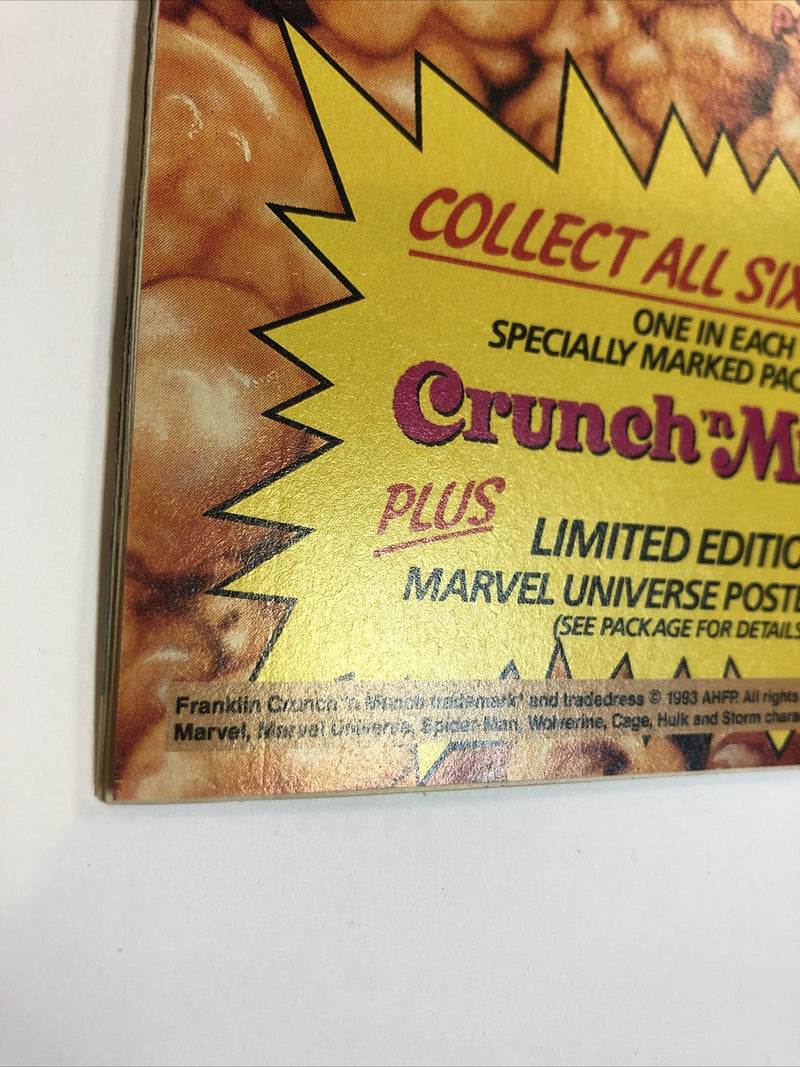 COLLECT ALL SIX
ONE IN EACH
SPECIALLY MARKED PAC
Crunch 'n Mu
PLUS
LIMITED EDITIO
MARVEL UNIVERSE POSTE
(SEE PACKAGE FOR DETAILS
Franklin Crunch 'n Munch trademark* and tradedress © 1993 AHFP. All rights
Marvel, Marvel Universe, Spider-Man, Wolverine, Cage, Hulk and Storm chara